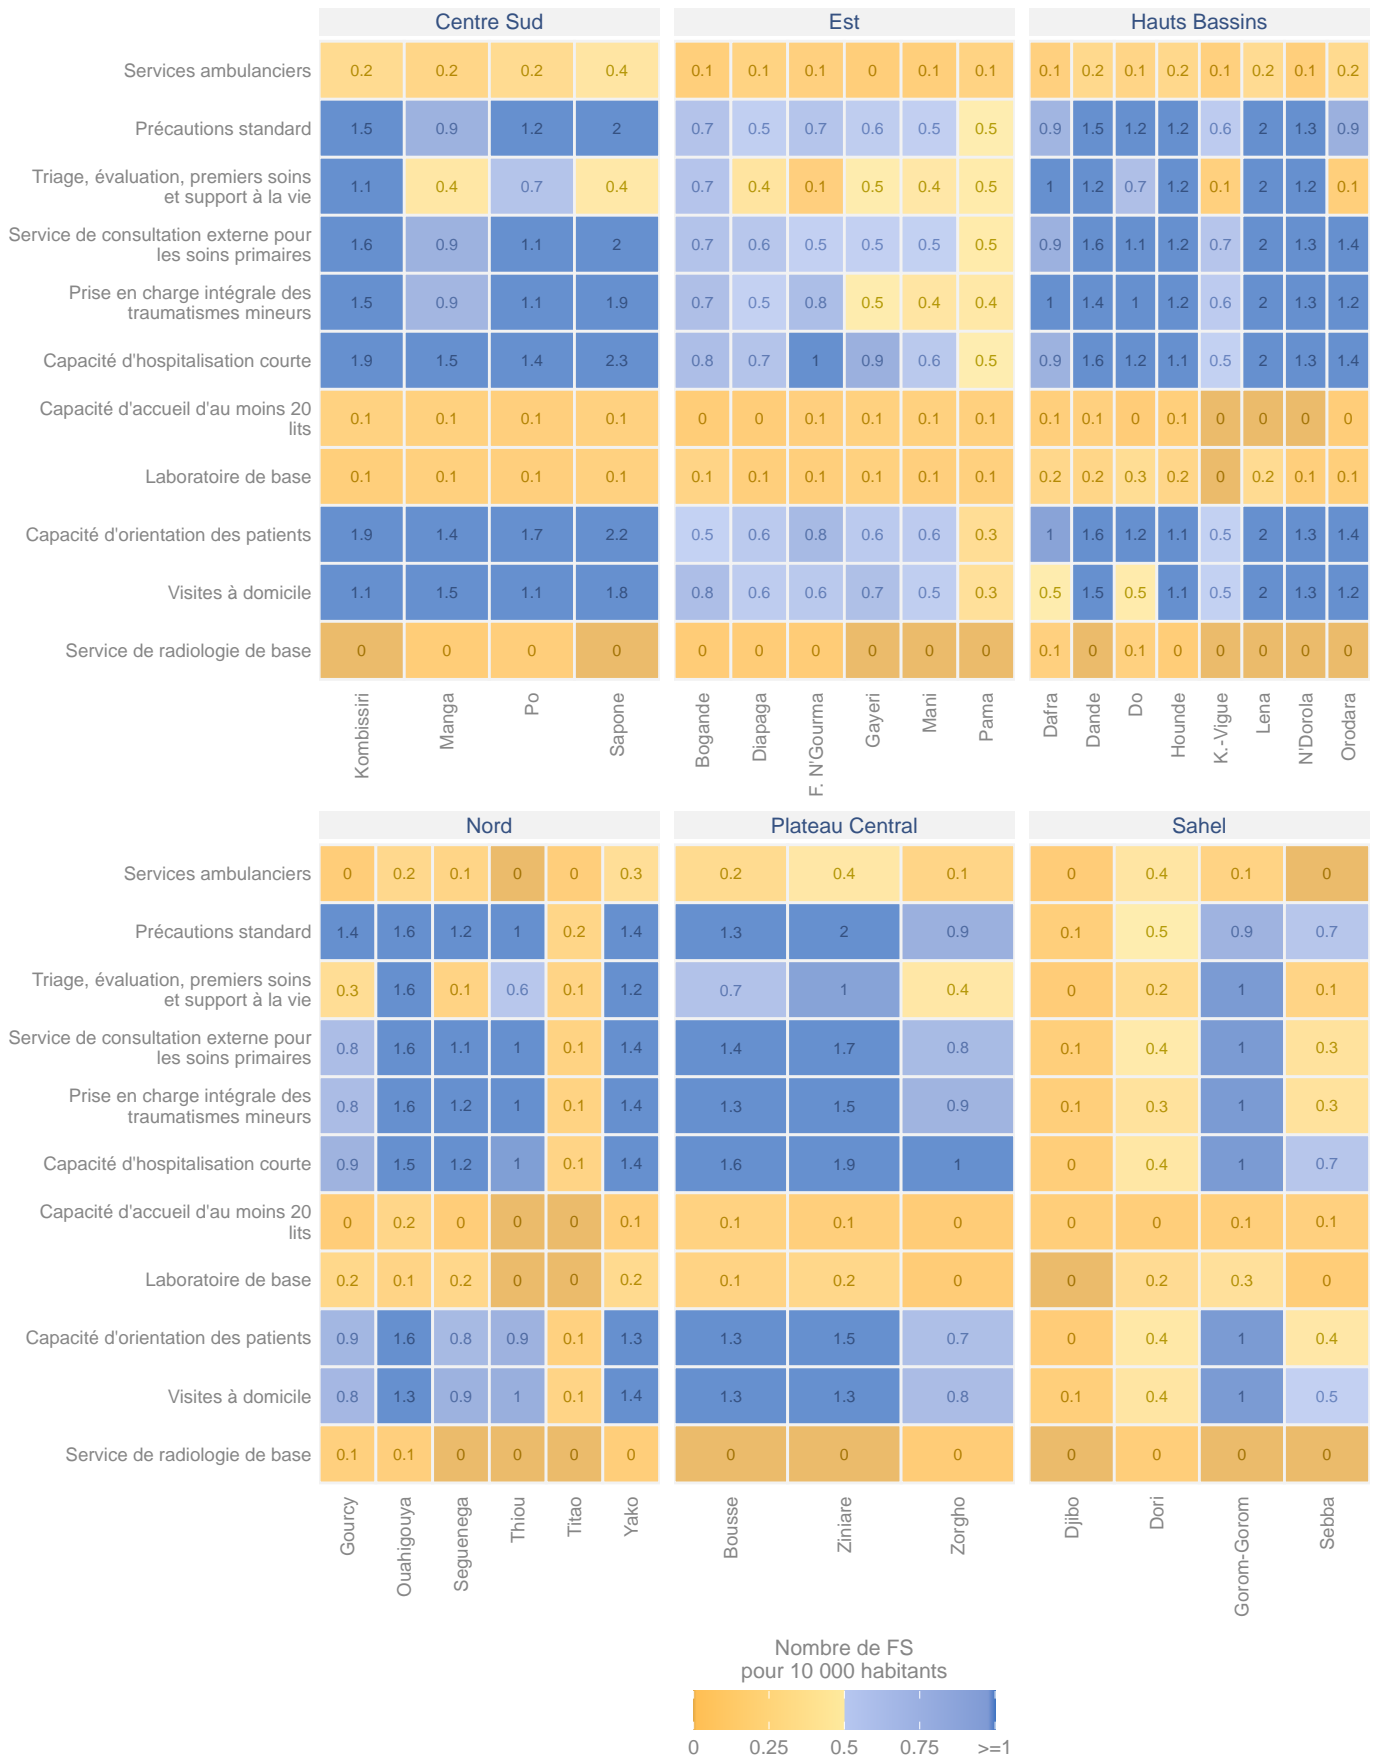 Centre Sud Est Hauts Bassins
Services ambulanciers 0.2 0.2 0.2 0.4 0.1 0.1 0.1 0 0.1 0.1 0.1 0.2 0.1 0.2 0.1 0.2 0.1 0.2
Précautions standard 1.5 0.9 1.2 2 0.7 0.5 0.7 0.6 0.5 0.5 0.9 1.5 1.2 1.2 0.6 2 1.3 0.9
Triage, évaluation, premiers soins
et support à la vie 1.1 0.4 0.7 0.4 0.7 0.4 0.1 0.5 0.4 0.5 1 1.2 0.7 1.2 0.1 2 1.2 0.1
Service de consultation externe pour
les soins primaires 1.6 0.9 1.1 2 0.7 0.6 0.5 0.5 0.5 0.5 0.9 1.6 1.1 1.2 0.7 2 1.3 1.4
Prise en charge intégrale des
traumatismes mineurs 1.5 0.9 1.1 1.9 0.7 0.5 0.8 0.5 0.4 0.4 1 1.4 1 1.2 0.6 2 1.3 1.2
Capacité d'hospitalisation courte 1.9 1.5 1.4 2.3 0.8 0.7 1 0.9 0.6 0.5 0.9 1.6 1.2 1.1 0.5 2 1.3 1.4
Capacité d'accueil d'au moins 20
lits 0.1 0.1 0.1 0.1 0 0 0.1 0.1 0.1 0.1 0.1 0.1 0 0.1 0 0 0 0
Laboratoire de base 0.1 0.1 0.1 0.1 0.1 0.1 0.1 0.1 0.1 0.1 0.2 0.2 0.3 0.2 0 0.2 0.1 0.1
Capacité d'orientation des patients 1.9 1.4 1.7 2.2 0.5 0.6 0.8 0.6 0.6 0.3 1 1.6 1.2 1.1 0.5 2 1.3 1.4
Visites à domicile 1.1 1.5 1.1 1.8 0.8 0.6 0.6 0.7 0.5 0.3 0.5 1.5 0.5 1.1 0.5 2 1.3 1.2
Service de radiologie de base 0 0 0 0 0 0 0 0 0 0 0.1 0 0.1 0 0 0 0 0
Kombissiri Manga Po Sapone Bogande Diapaga F. N'Gourma Gayeri Mani Pama Dafra Dande Do Hounde K.-Vigue Lena N'Dorola Orodara
Nord Plateau Central Sahel
Services ambulanciers 0 0.2 0.1 0 0 0.3 0.2 0.4 0.1 0 0.4 0.1 0
Précautions standard 1.4 1.6 1.2 1 0.2 1.4 1.3 2 0.9 0.1 0.5 0.9 0.7
Triage, évaluation, premiers soins
et support à la vie 0.3 1.6 0.1 0.6 0.1 1.2 0.7 1 0.4 0 0.2 1 0.1
Service de consultation externe pour
les soins primaires 0.8 1.6 1.1 1 0.1 1.4 1.4 1.7 0.8 0.1 0.4 1 0.3
Prise en charge intégrale des
traumatismes mineurs 0.8 1.6 1.2 1 0.1 1.4 1.3 1.5 0.9 0.1 0.3 1 0.3
Capacité d'hospitalisation courte 0.9 1.5 1.2 1 0.1 1.4 1.6 1.9 1 0 0.4 1 0.7
Capacité d'accueil d'au moins 20
lits 0 0.2 0 0 0 0.1 0.1 0.1 0 0 0 0.1 0.1
Laboratoire de base 0.2 0.1 0.2 0 0 0.2 0.1 0.2 0 0 0.2 0.3 0
Capacité d'orientation des patients 0.9 1.6 0.8 0.9 0.1 1.3 1.3 1.5 0.7 0 0.4 1 0.4
Visites à domicile 0.8 1.3 0.9 1 0.1 1.4 1.3 1.3 0.8 0.1 0.4 1 0.5
Service de radiologie de base 0.1 0.1 0 0 0 0 0 0 0 0 0 0 0
Gourcy Ouahigouya Seguenega Thiou Titao Yako Bousse Ziniare Zorgho Djibo Dori Gorom-Gorom Sebba
Nombre de FS
pour 10 000 habitants
0 0.25 0.5 0.75 >=1